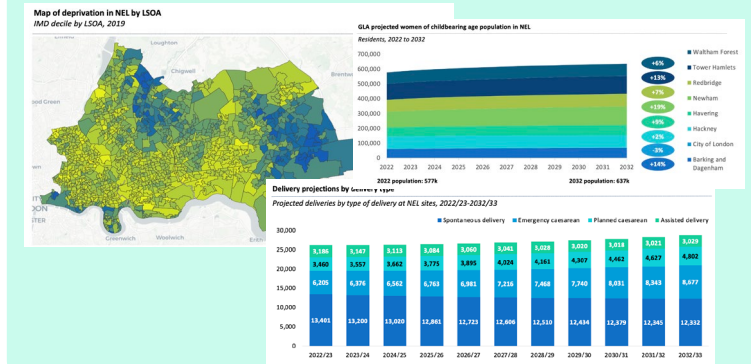 Map of deprivation in NEL by LSOA
IMD decile by LSOA, 2019
Loughton
Chigwell
Greenwich
Woolwich
GLA projected women of childbearing age population in NEL
Residents, 2022 to 2032
700,000
600,000
500,000
400,000
300,000
200,000
100,000
0
2022 2023 2024 2025 2026 2027 2028 2029 2030 2031 2032
2022 population: 577k
2032 population: 637k
+6%
+13%
+7%
+19%
+9%
+2%
-3%
+14%
Waltham Forest
Tower Hamlets
Redbridge
Newham
Havering
Hackney
City of London
Barking and
Dagenham
Delivery projections by delivery type
Projected deliveries by type of delivery at NEL sites, 2022/23-2032/33
Spontaneous delivery Emergency caesarean Planned caesarean Assisted delivery
30,000
25,000
20,000
15,000
10,000
5,000
0
3,186 3,147 3,113 3,084 3,060 3,041 3,028 3,020 3,018 3,021 3,029
3,460 3,557 3,662 3,775 3,895 4,024 4,161 4,307 4,462 4,627 4,802
6,205 6,376 6,562 6,763 6,981 7,216 7,468 7,740 8,031 8,343 8,677
13,401 13,200 13,020 12,861 12,723 12,606 12,510 12,434 12,379 12,345 12,332
2022/23 2023/24 2024/25 2025/26 2026/27 2027/28 2028/29 2029/30 2030/31 2031/32 2032/33